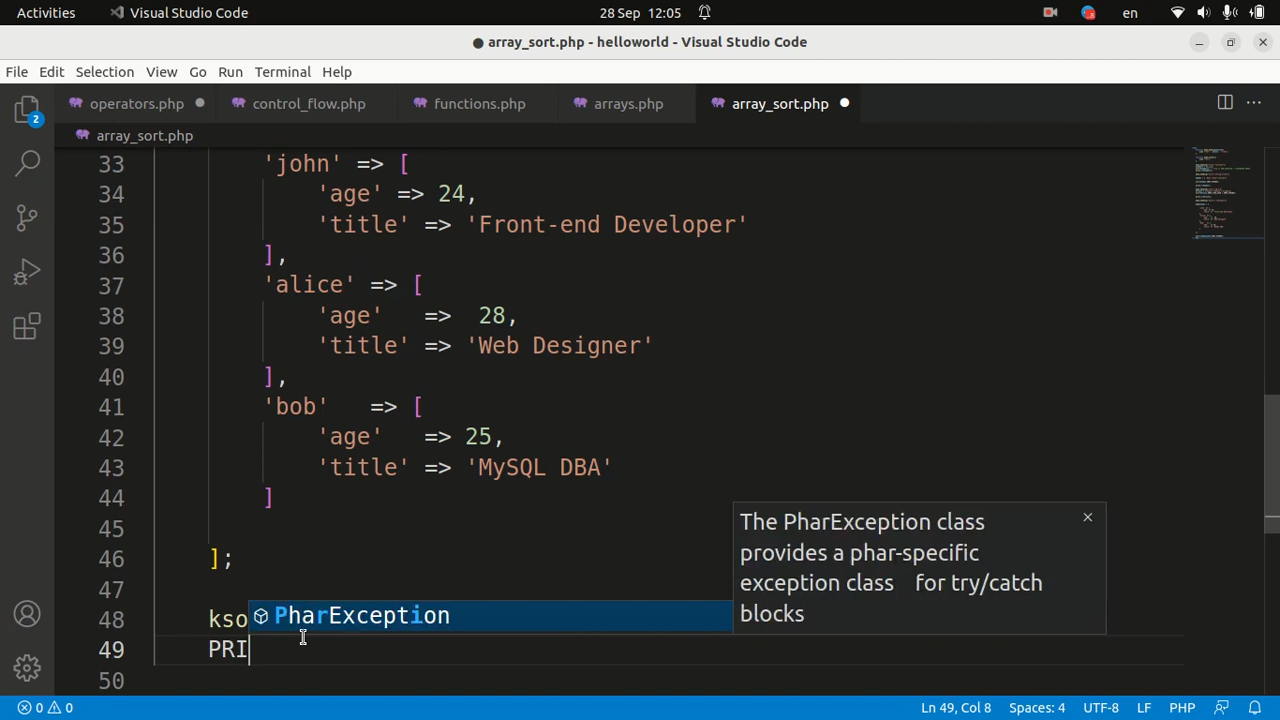 Activities Visual Studio Code 28 Sep 12:05 en
● array_sort.php - helloworld - Visual Studio Code
File Edit Selection View Go Run Terminal Help
operators.php control_flow.php functions.php arrays.php array_sort.php
2
array_sort.php
33 'john' => [
34 'age' => 24,
35 'title' => 'Front-end Developer'
36 ],
37 'alice' => [
38 'age' => 28,
39 'title' => 'Web Designer'
40 ],
41 'bob' => [
42 'age' => 25,
43 'title' => 'MySQL DBA'
44 ]
45
46 ];
47
48 kso
49 PRI
50
PharException
The PharException class
provides a phar-specific
exception class for try/catch
blocks
0 0 Ln 49, Col 8 Spaces: 4 UTF-8 LF PHP